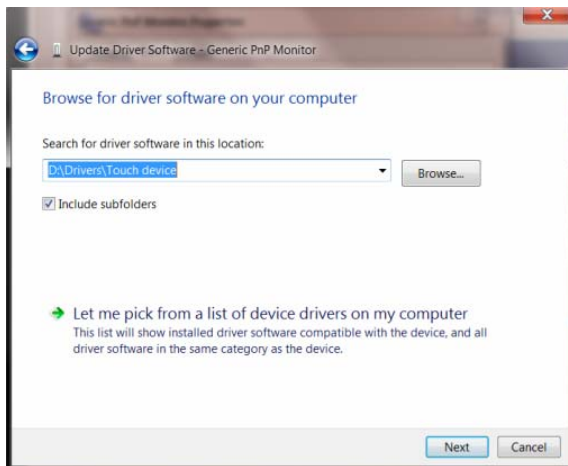 Update Driver Software - Generic PnP Monitor
Browse for driver software on your computer
Search for driver software in this location:
D:\Drivers\Touch device
Browse...
Include subfolders
Let me pick from a list of device drivers on my computer
This list will show installed driver software compatible with the device, and all
driver software in the same category as the device.
Next
Cancel